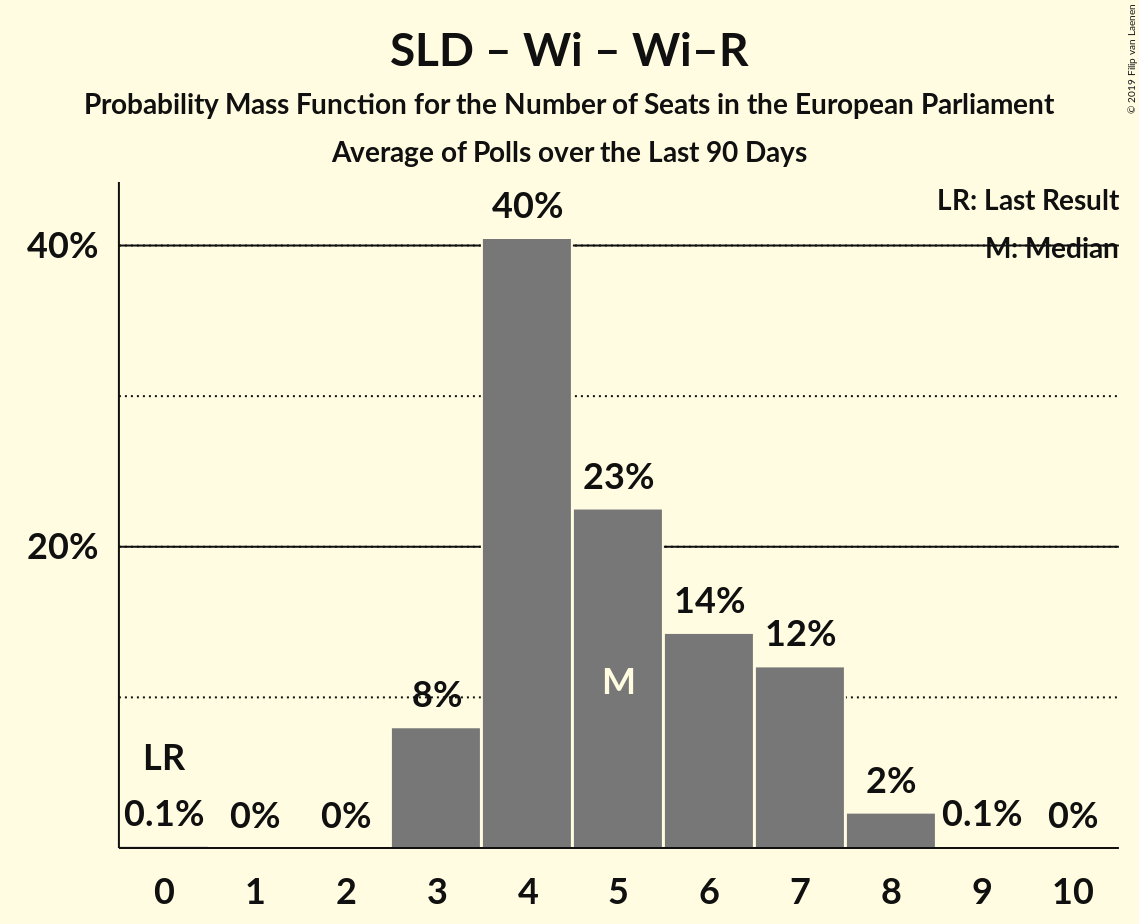 SLD – Wi – Wi–R
Probability Mass Function for the Number of Seats in the European Parliament
Average of Polls over the Last 90 Days
© 2019 Filip van Laenen
LR: Last Result
M: Median
40%
20%
LR
0.1%
0%
0%
8%
40%
23%
M
14%
12%
2%
0.1%
0%
0 1 2 3 4 5 6 7 8 9 10